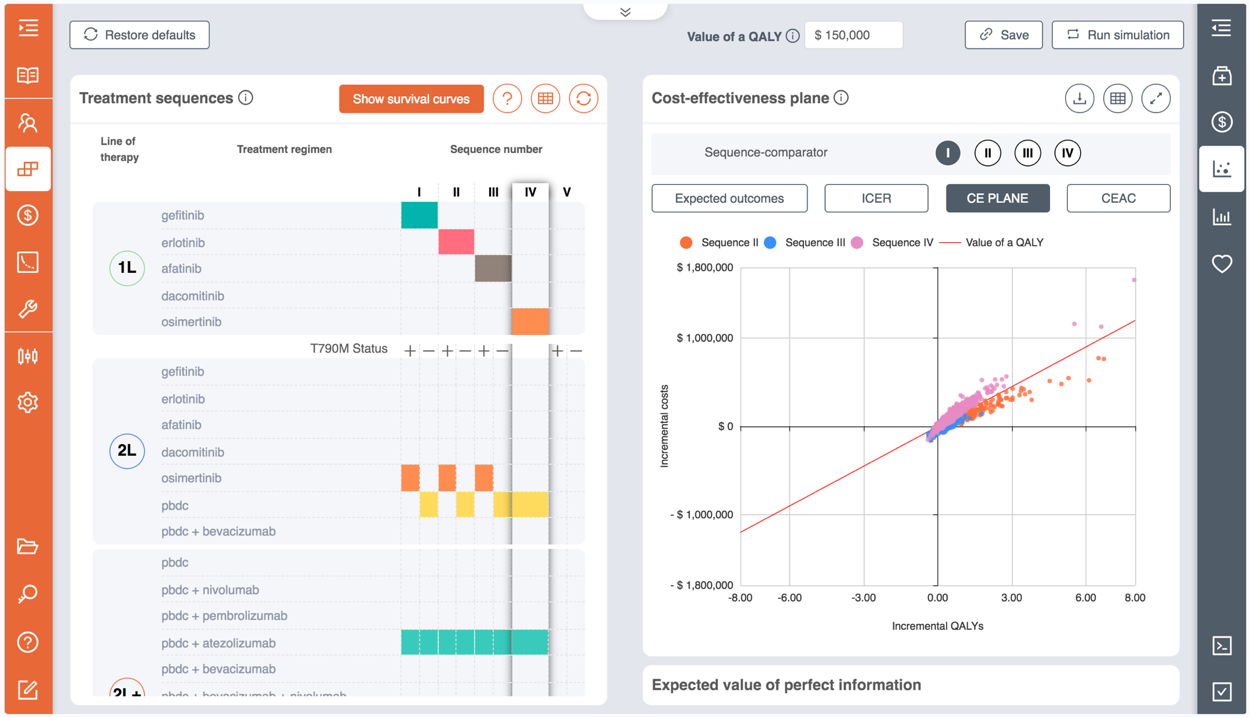 Restore defaults
Value of a QALY
$ 150,000
Save
Run simulation
Treatment sequences
Show survival curves
Line of
therapy
Treatment regimen
Sequence number
I II III IV V
gefitinib
erlotinib
1L
afatinib
dacomitinib
osimertinib
T790M Status + − + − + − + −
gefitinib
erlotinib
afatinib
2L
dacomitinib
osimertinib
pbdc
pbdc + bevacizumab
pbdc
pbdc + nivolumab
pbdc + pembrolizumab
pbdc + atezolizumab
pbdc + bevacizumab
2L+
pbdc + bevacizumab + nivolumab
Cost-effectiveness plane
Sequence-comparator
I II III IV
Expected outcomes
ICER
CE PLANE
CEAC
Sequence II
Sequence III
Sequence IV
Value of a QALY
$ 1,800,000
$ 1,000,000
$ 0
- $ 1,000,000
- $ 1,800,000
Incremental costs
-8.00 -6.00 -3.00 0.00 3.00 6.00 8.00
Incremental QALYs
Expected value of perfect information